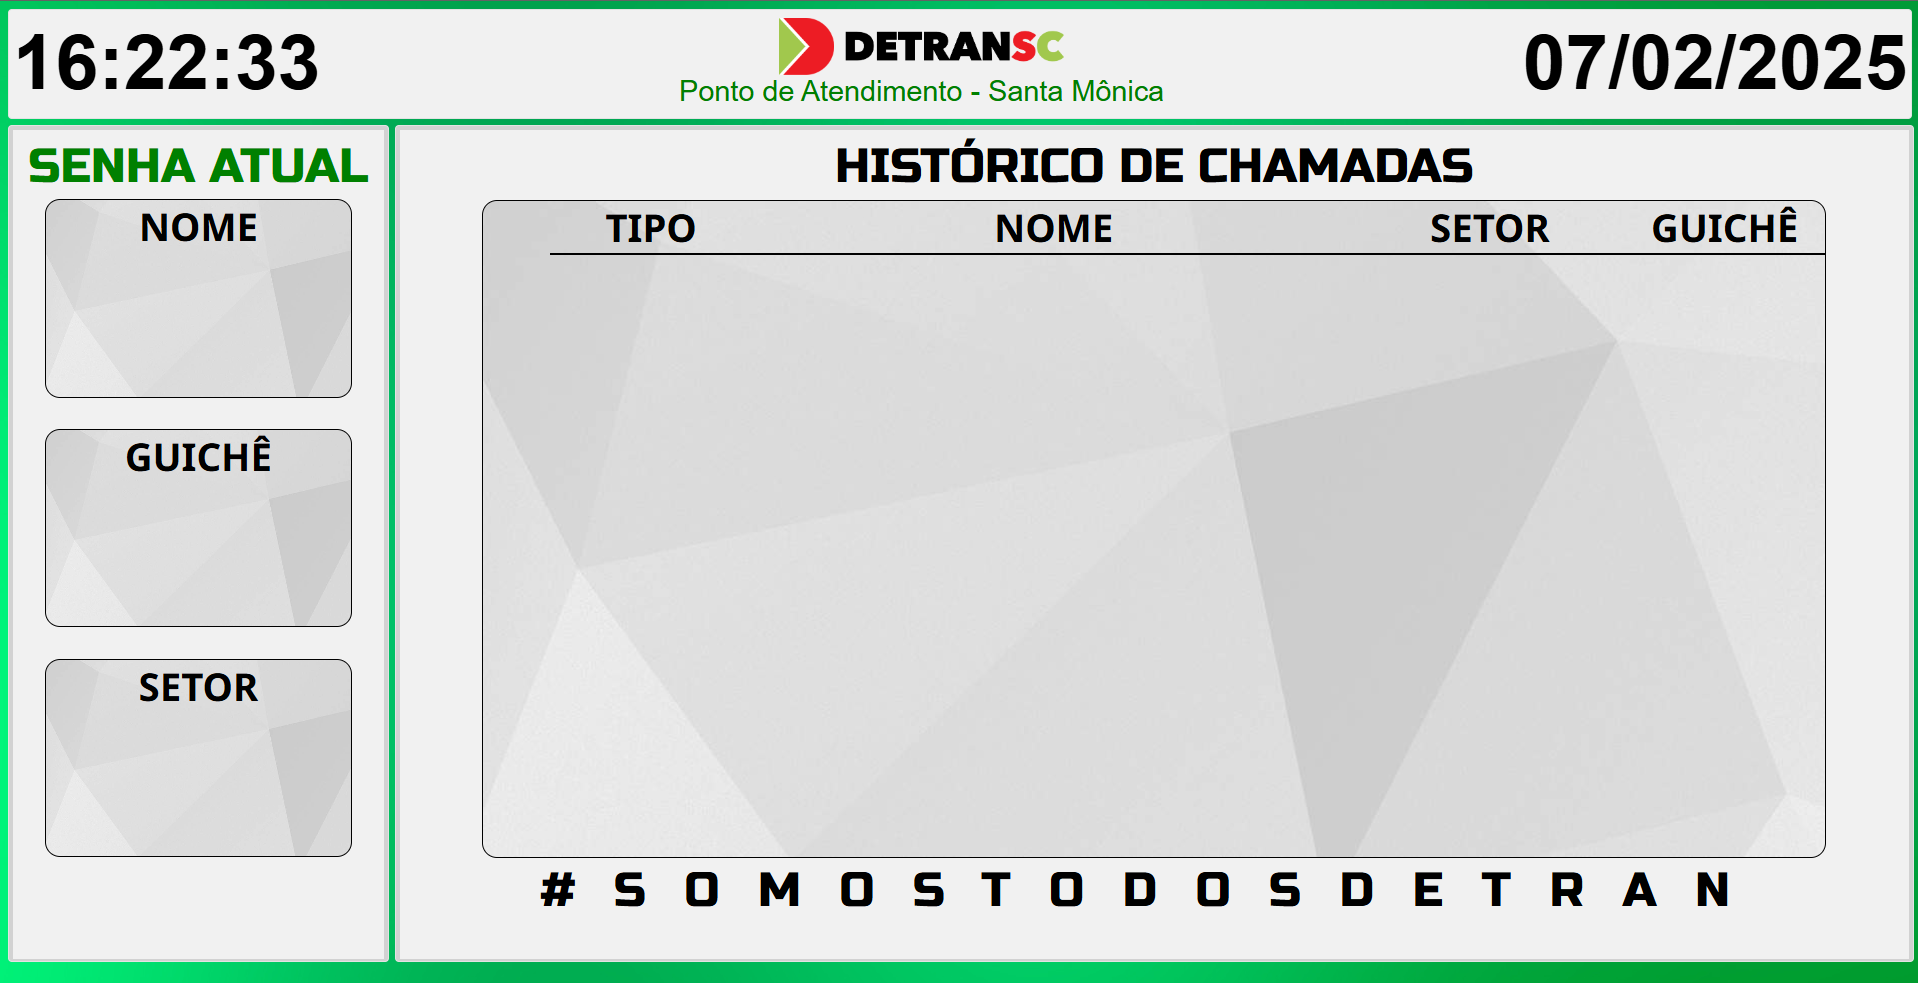 16:22:33
DETRANSC
Ponto de Atendimento - Santa Mônica
07/02/2025
SENHA ATUAL
NOME
GUICHÊ
SETOR
HISTÓRICO DE CHAMADAS
TIPO NOME SETOR GUICHÊ
# S O M O S T O D O S D E T R A N